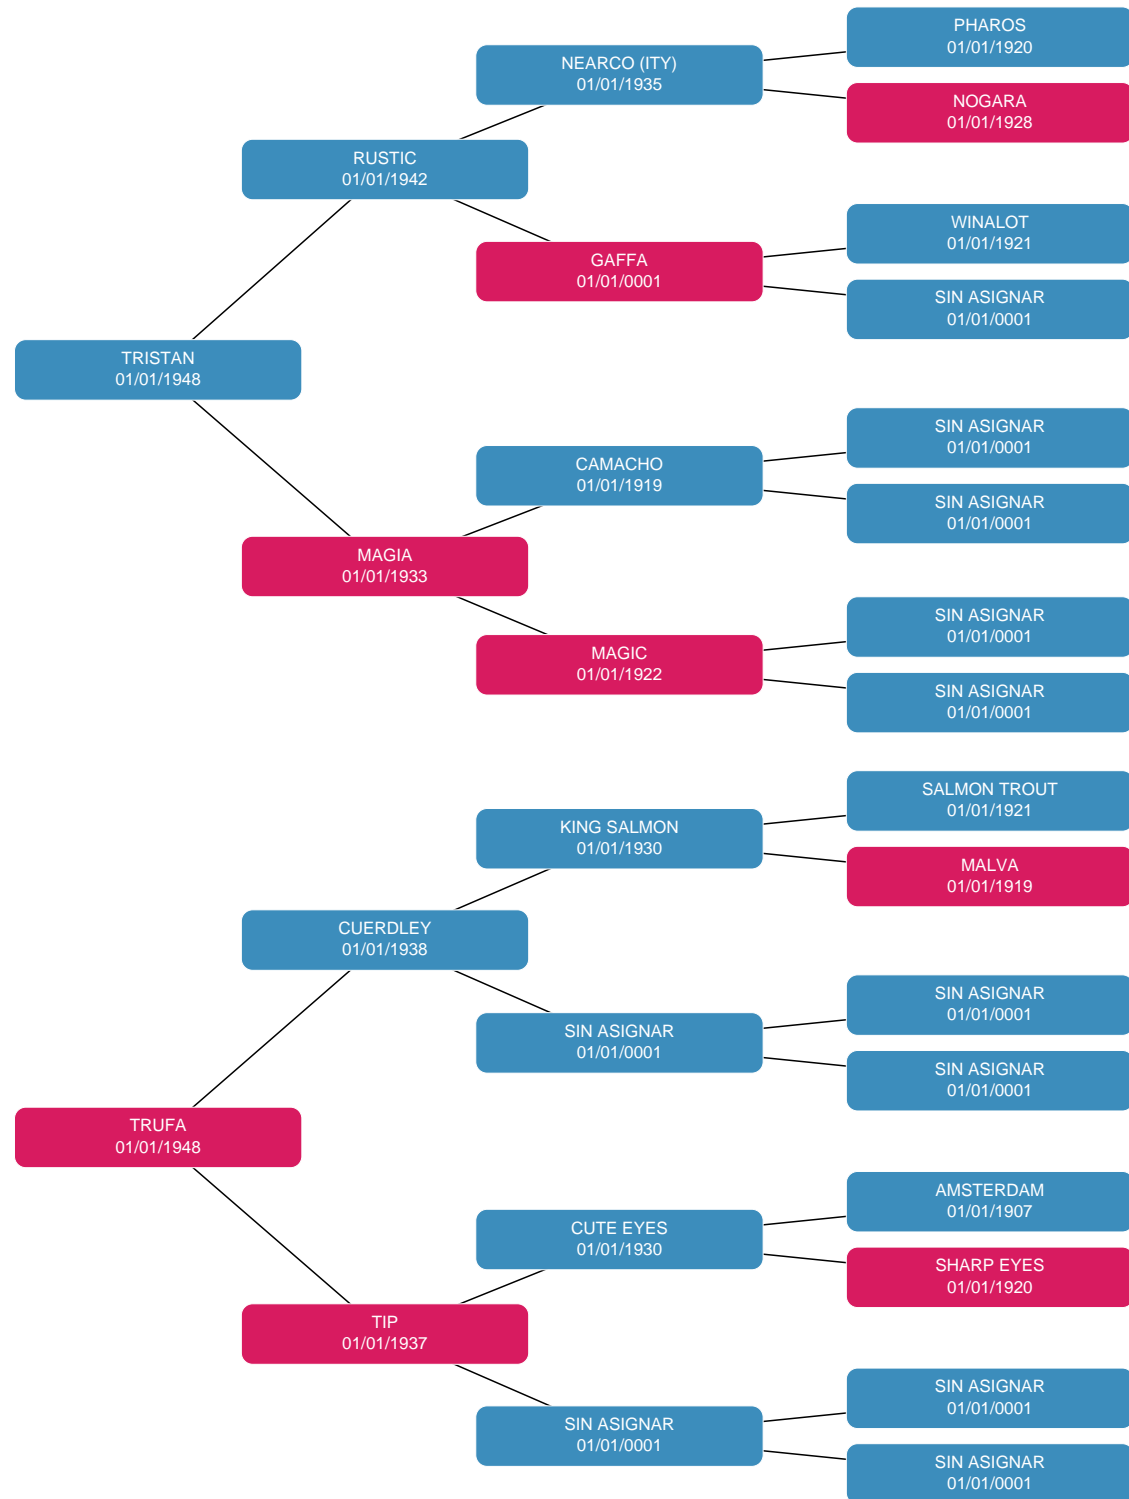 PHAROS
01/01/1920
NEARCO (ITY)
01/01/1935
NOGARA
01/01/1928
RUSTIC
01/01/1942
WINALOT
01/01/1921
GAFFA
01/01/0001
SIN ASIGNAR
01/01/0001
TRISTAN
01/01/1948
SIN ASIGNAR
01/01/0001
CAMACHO
01/01/1919
SIN ASIGNAR
01/01/0001
MAGIA
01/01/1933
SIN ASIGNAR
01/01/0001
MAGIC
01/01/1922
SIN ASIGNAR
01/01/0001
SALMON TROUT
01/01/1921
KING SALMON
01/01/1930
MALVA
01/01/1919
CUERDLEY
01/01/1938
SIN ASIGNAR
01/01/0001
SIN ASIGNAR
01/01/0001
SIN ASIGNAR
01/01/0001
TRUFA
01/01/1948
AMSTERDAM
01/01/1907
CUTE EYES
01/01/1930
SHARP EYES
01/01/1920
TIP
01/01/1937
SIN ASIGNAR
01/01/0001
SIN ASIGNAR
01/01/0001
SIN ASIGNAR
01/01/0001